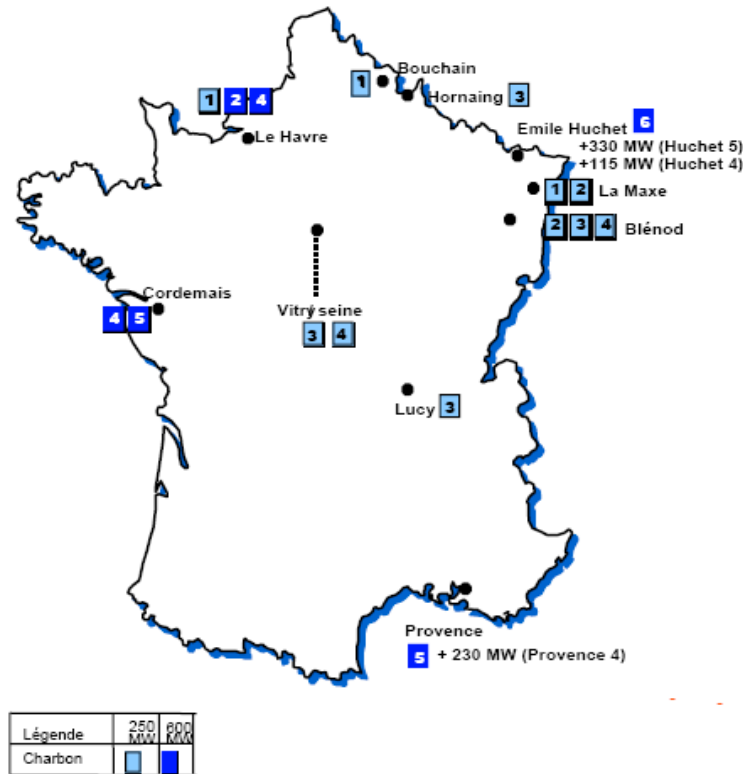 Bouchain
1
Hornaing 3
1 2 4
Le Havre
Emile Huchet 6
+330 MW (Huchet 5)
+115 MW (Huchet 4)
1 2 La Maxe
2 3 4 Blénod
Cordemais
4 5
Vitry seine
3 4
Lucy 3
Provence
5 + 230 MW (Provence 4)
Légende 250 MW 600 MW
Charbon